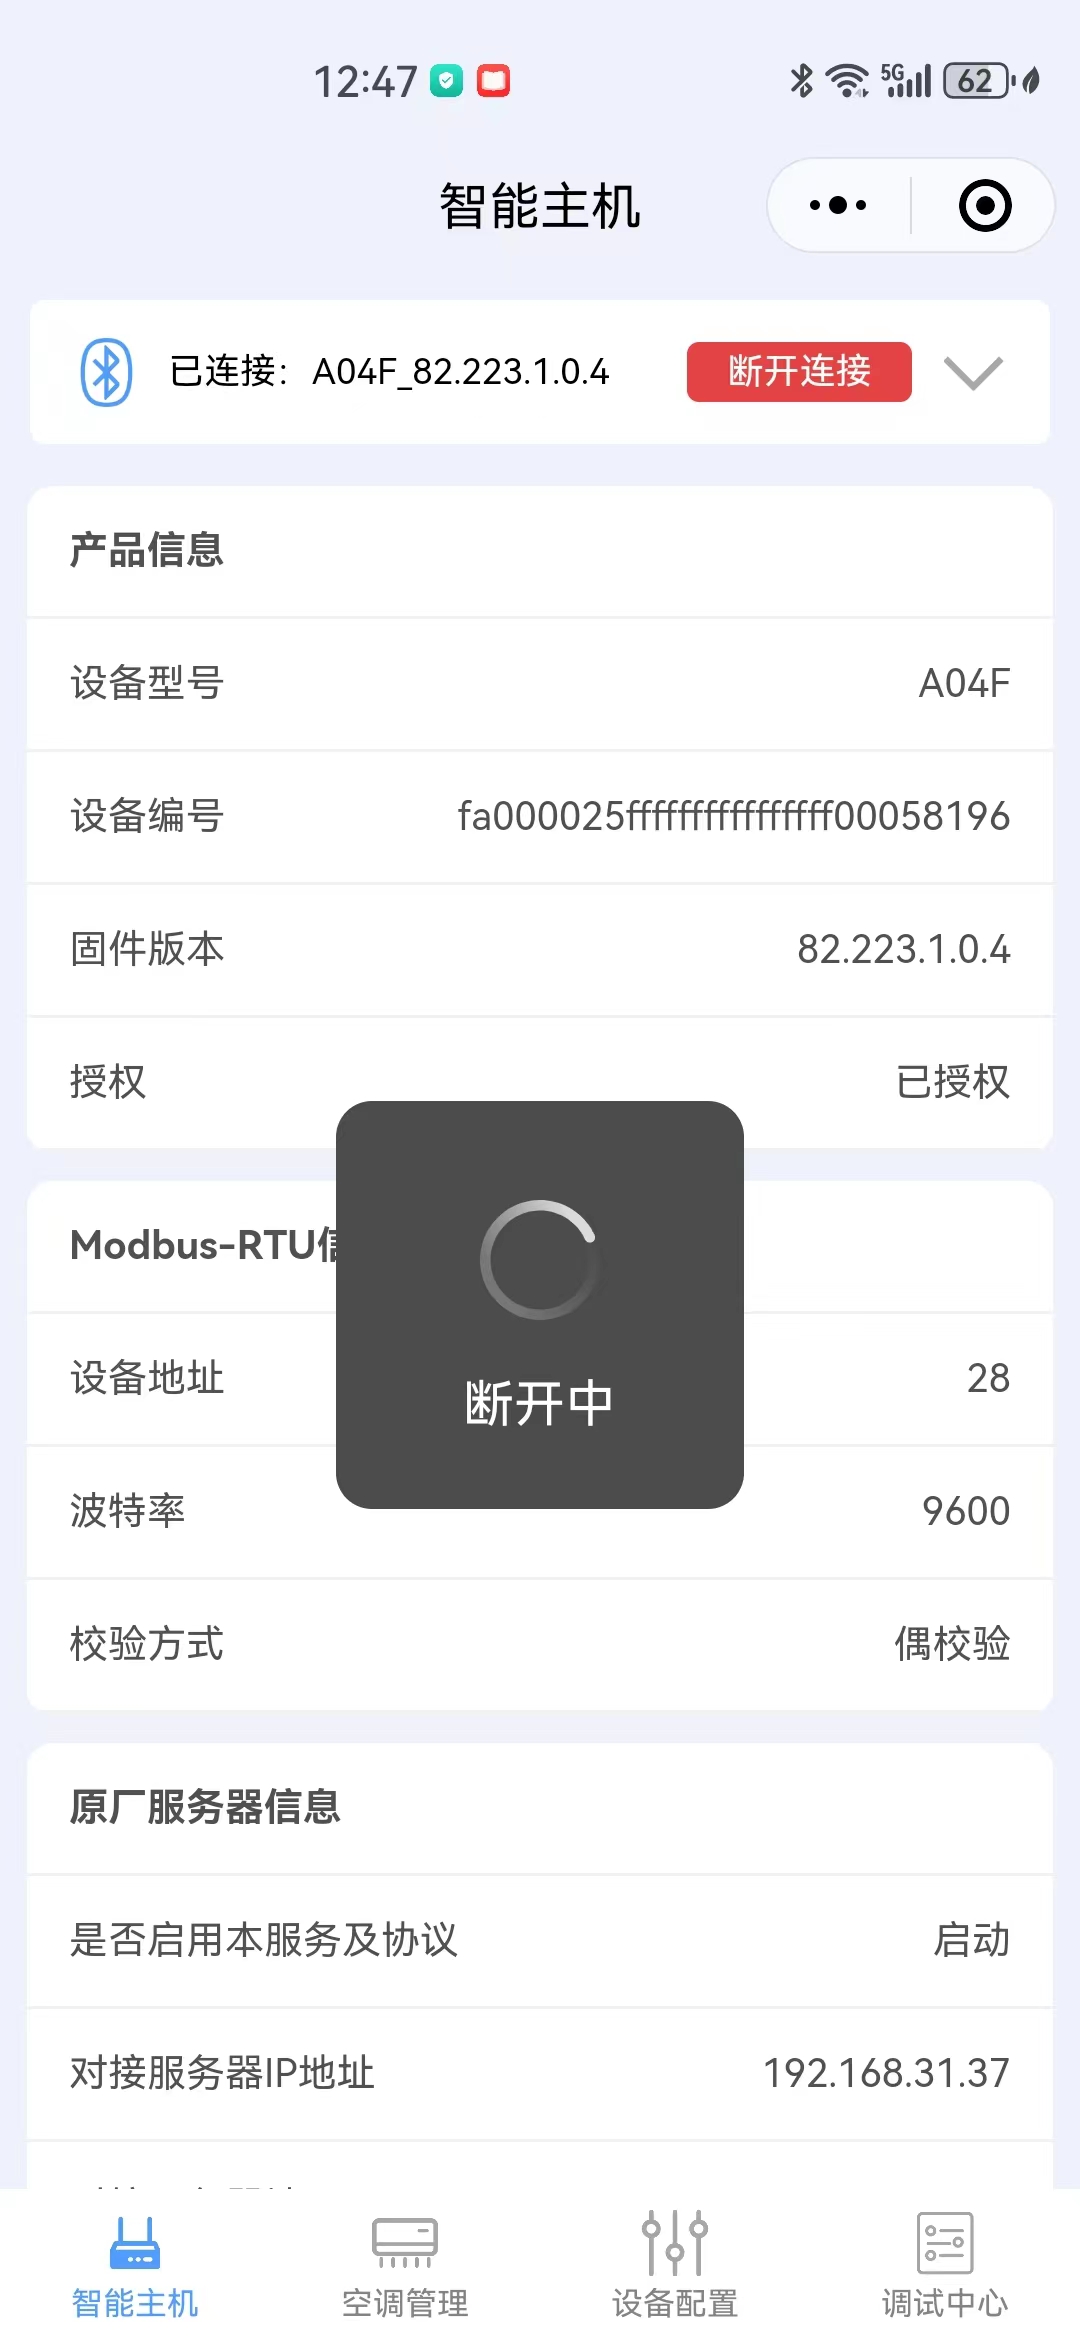 12:47
5G
62
智能主机
已连接：A04F_82.223.1.0.4
断开连接
产品信息
设备型号 A04F
设备编号 fa000025ffffffffffffffff00058196
固件版本 82.223.1.0.4
授权 已授权
Modbus-RTU信
设备地址 28
断开中
波特率 9600
校验方式 偶校验
原厂服务器信息
是否启用本服务及协议 启动
对接服务器IP地址 192.168.31.37
智能主机 空调管理 设备配置 调试中心